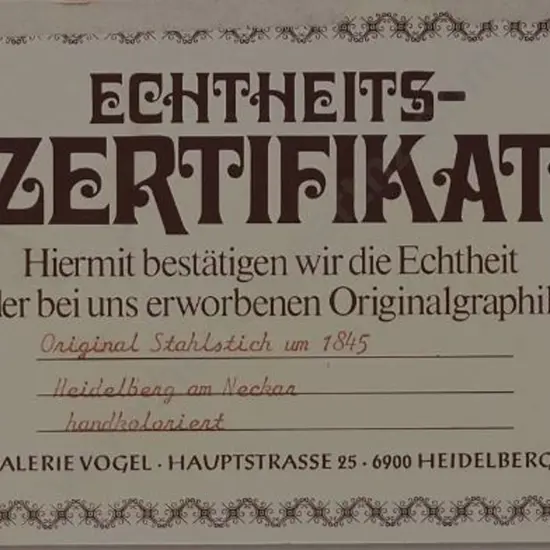 ECHTHEITS-
ZERTIFIKAT
Hiermit bestätigen wir die Echtheit
der bei uns erworbenen Originalgraphik
Original Stahlstich um 1845
Heidelberg am Neckar
handkoloriert
ALERIE VOGEL · HAUPTSTRASSE 25 · 6900 HEIDELBERG